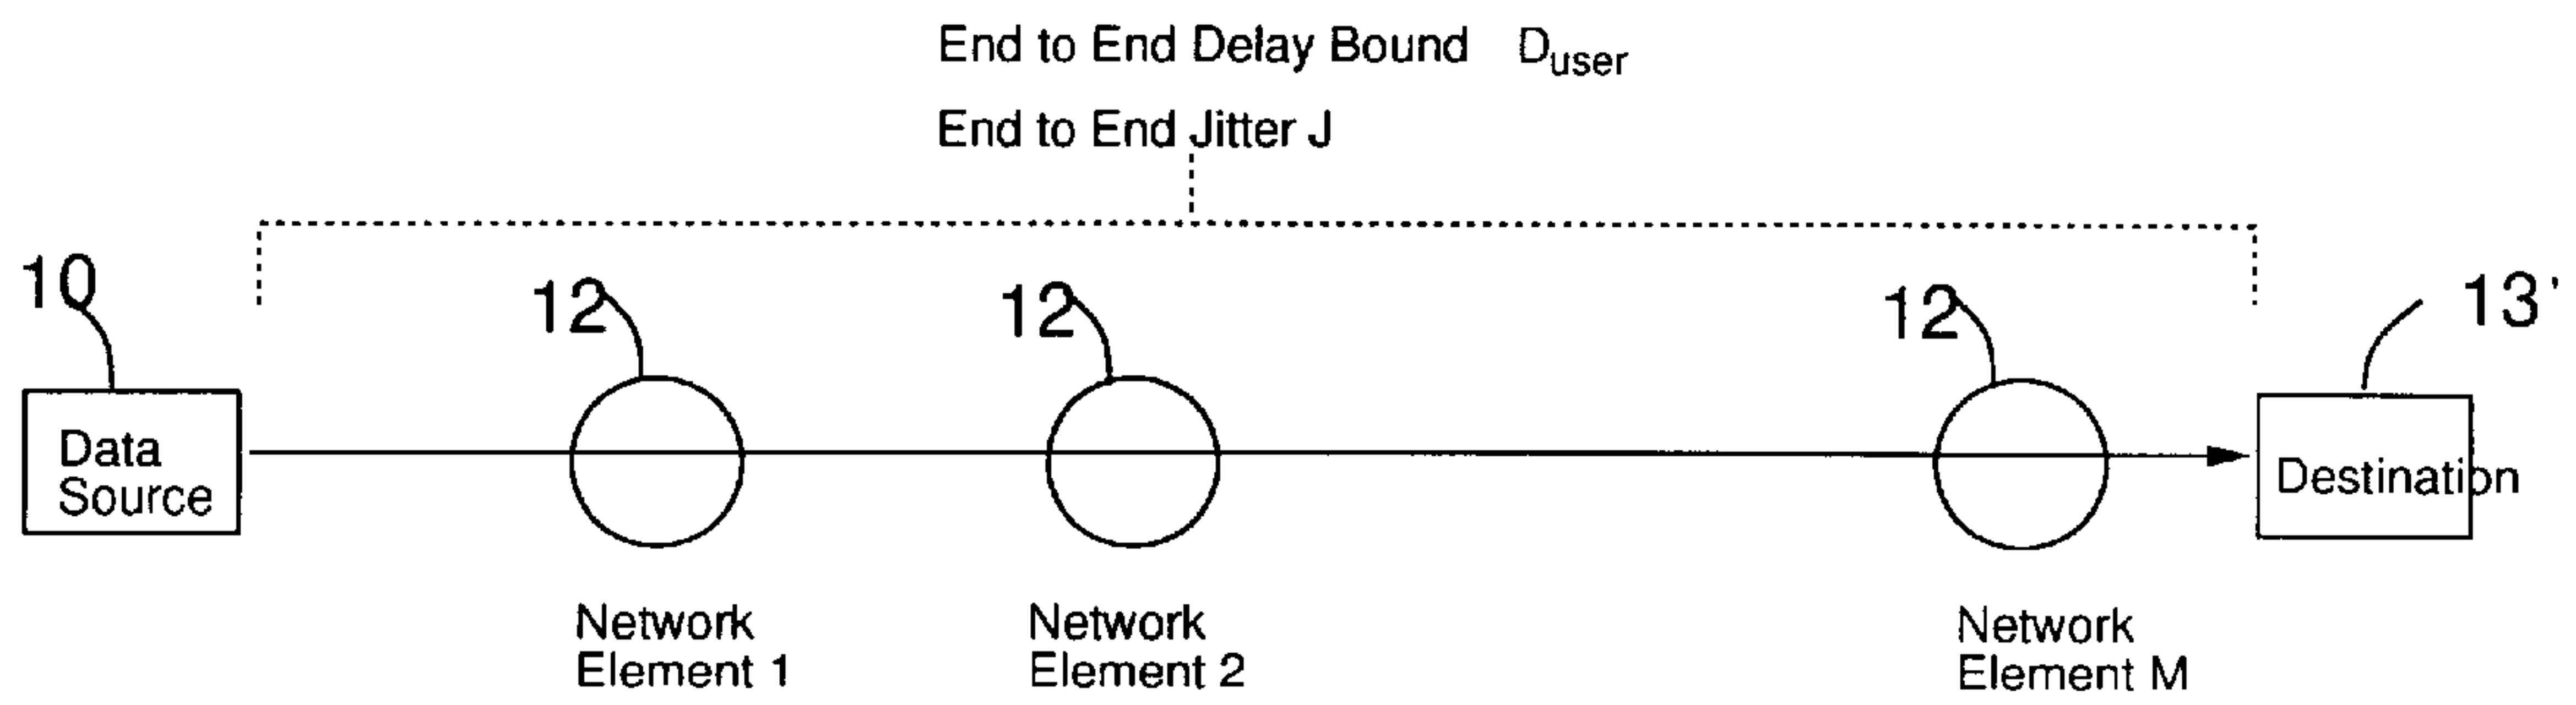 End to End Delay Bound D_user
End to End Jitter J
10
12
12
12
13'
Data
Source
Destination
Network
Element 1
Network
Element 2
Network
Element M